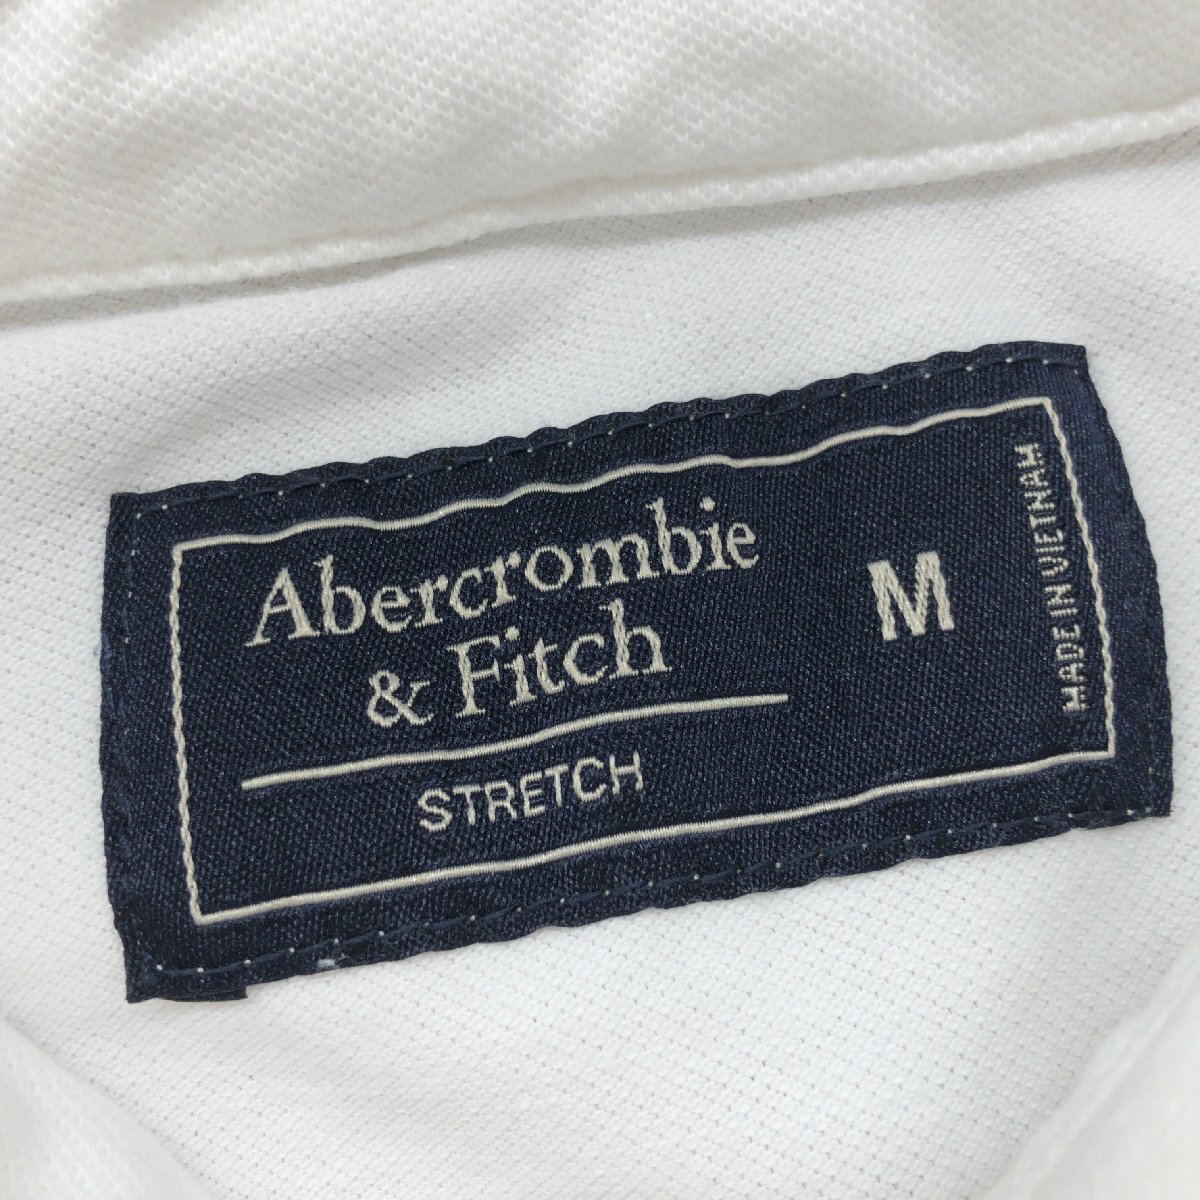 Abercrombie
& Fitch
STRETCH
M
MADE IN VIETNAM